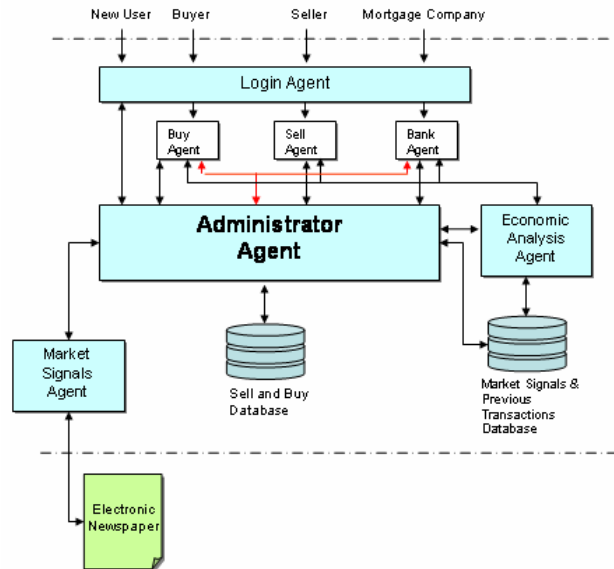 New User
Buyer
Seller
Mortgage Company
Login Agent
Buy
Agent
Sell
Agent
Bank
Agent
Administrator
Agent
Economic
Analysis
Agent
Market
Signals
Agent
Sell and Buy
Database
Market Signals &
Previous
Transactions
Database
Electronic
Newspaper